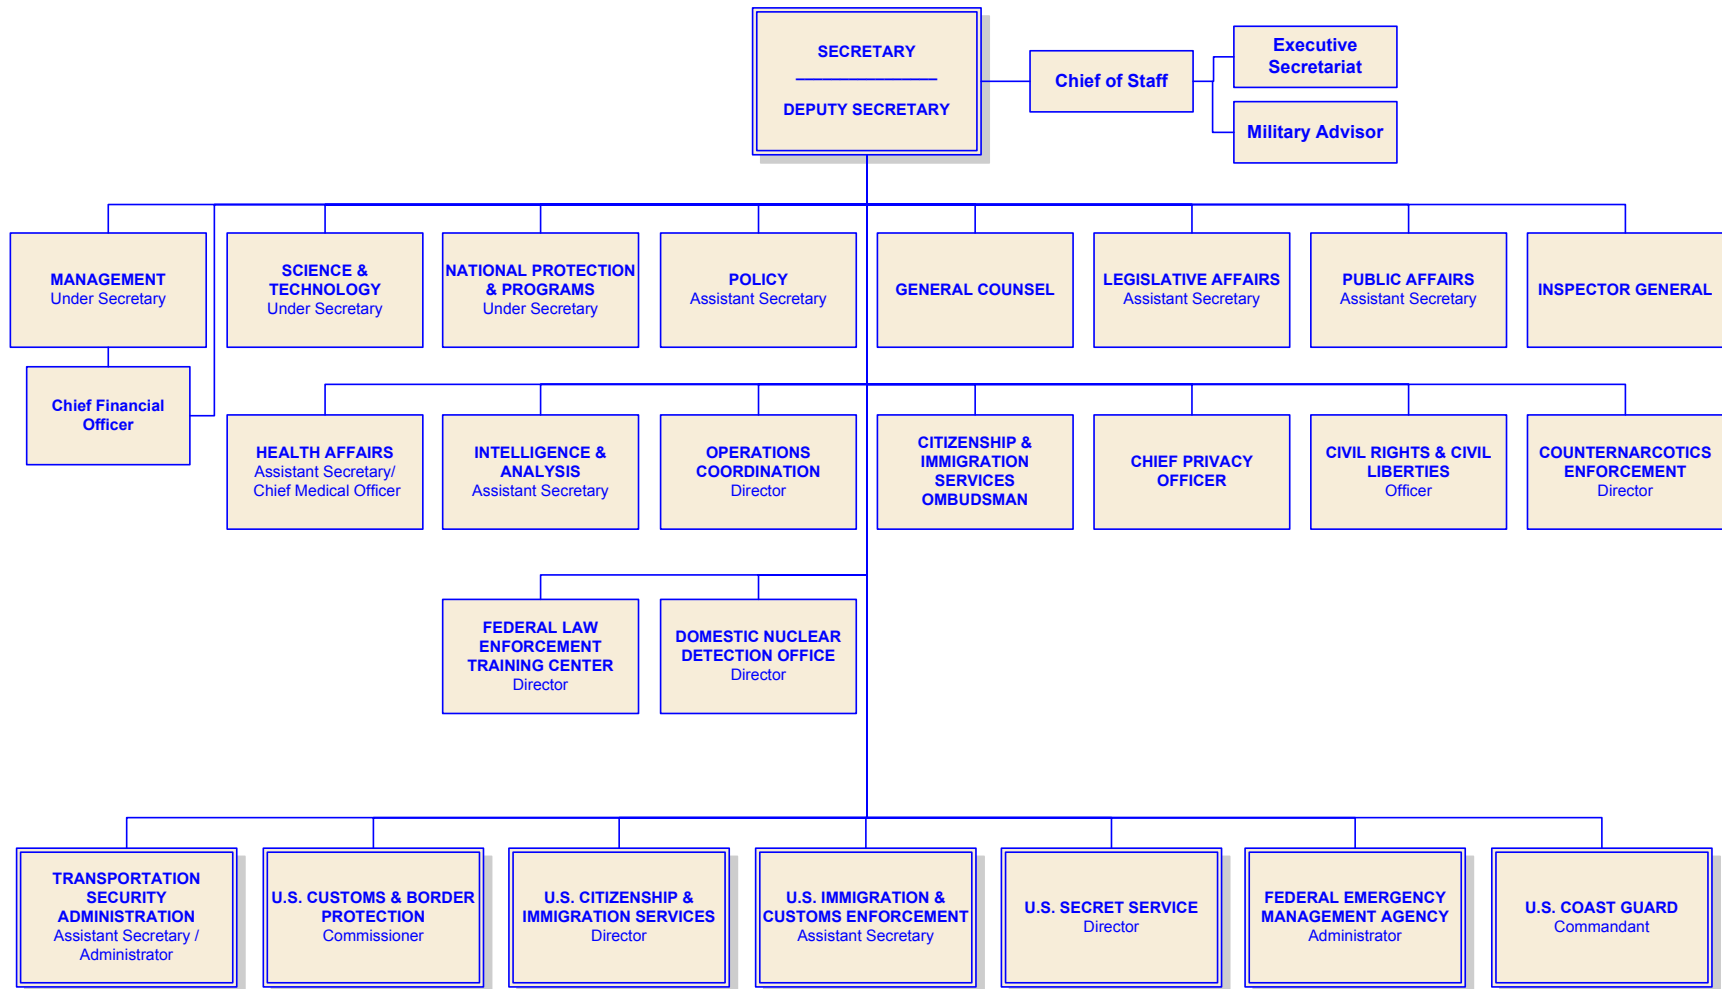 SECRETARY
DEPUTY SECRETARY
Chief of Staff
Executive
Secretariat
Military Advisor
MANAGEMENT
Under Secretary
SCIENCE &
TECHNOLOGY
Under Secretary
NATIONAL PROTECTION
& PROGRAMS
Under Secretary
POLICY
Assistant Secretary
GENERAL COUNSEL
LEGISLATIVE AFFAIRS
Assistant Secretary
PUBLIC AFFAIRS
Assistant Secretary
INSPECTOR GENERAL
Chief Financial
Officer
HEALTH AFFAIRS
Assistant Secretary/
Chief Medical Officer
INTELLIGENCE &
ANALYSIS
Assistant Secretary
OPERATIONS
COORDINATION
Director
CITIZENSHIP &
IMMIGRATION
SERVICES
OMBUDSMAN
CHIEF PRIVACY
OFFICER
CIVIL RIGHTS & CIVIL
LIBERTIES
Officer
COUNTERNARCOTICS
ENFORCEMENT
Director
FEDERAL LAW
ENFORCEMENT
TRAINING CENTER
Director
DOMESTIC NUCLEAR
DETECTION OFFICE
Director
TRANSPORTATION
SECURITY
ADMINISTRATION
Assistant Secretary /
Administrator
U.S. CUSTOMS & BORDER
PROTECTION
Commissioner
U.S. CITIZENSHIP &
IMMIGRATION SERVICES
Director
U.S. IMMIGRATION &
CUSTOMS ENFORCEMENT
Assistant Secretary
U.S. SECRET SERVICE
Director
FEDERAL EMERGENCY
MANAGEMENT AGENCY
Administrator
U.S. COAST GUARD
Commandant